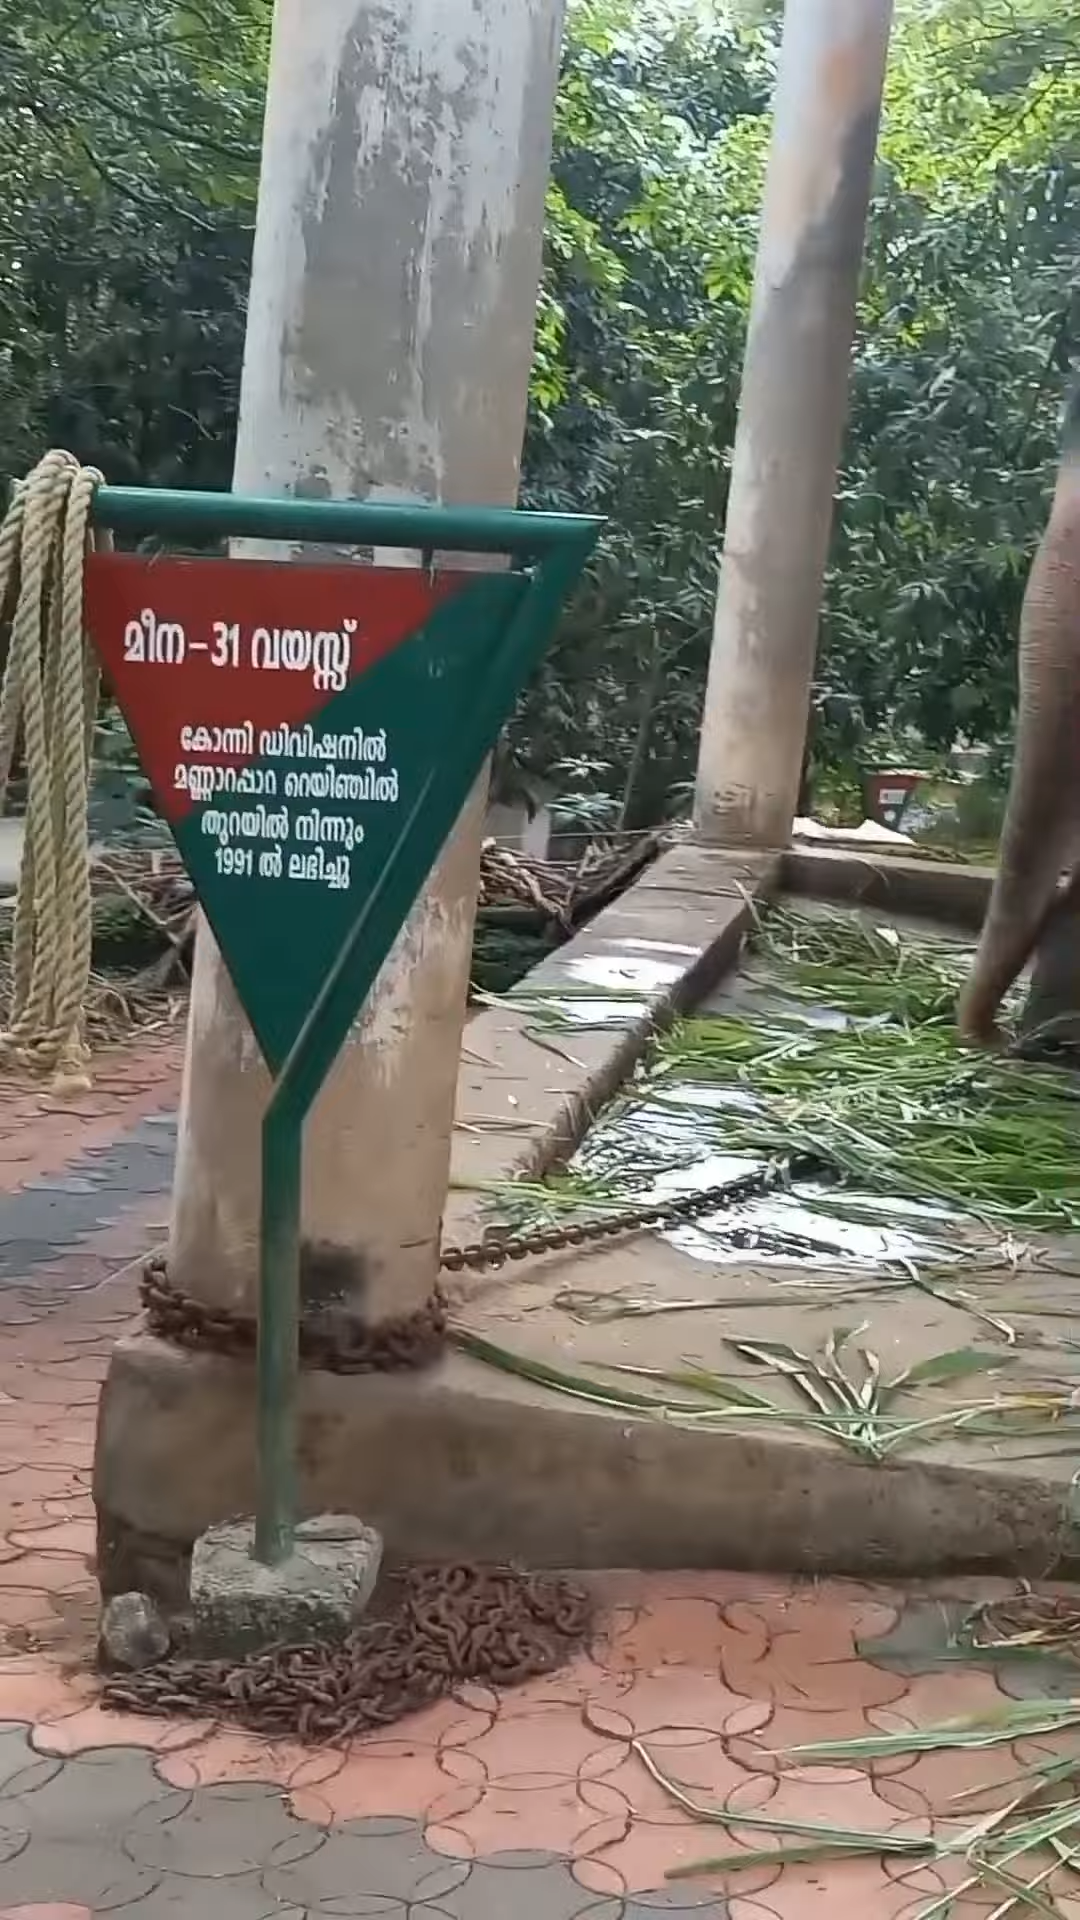 മീന-31 വയസ്സ്
കോന്നി ഡിവിഷനിൽ
മണ്ണാറപ്പാറ റെയിഞ്ചിൽ
തുറയിൽ നിന്നും
1991 ൽ ലഭിച്ചു